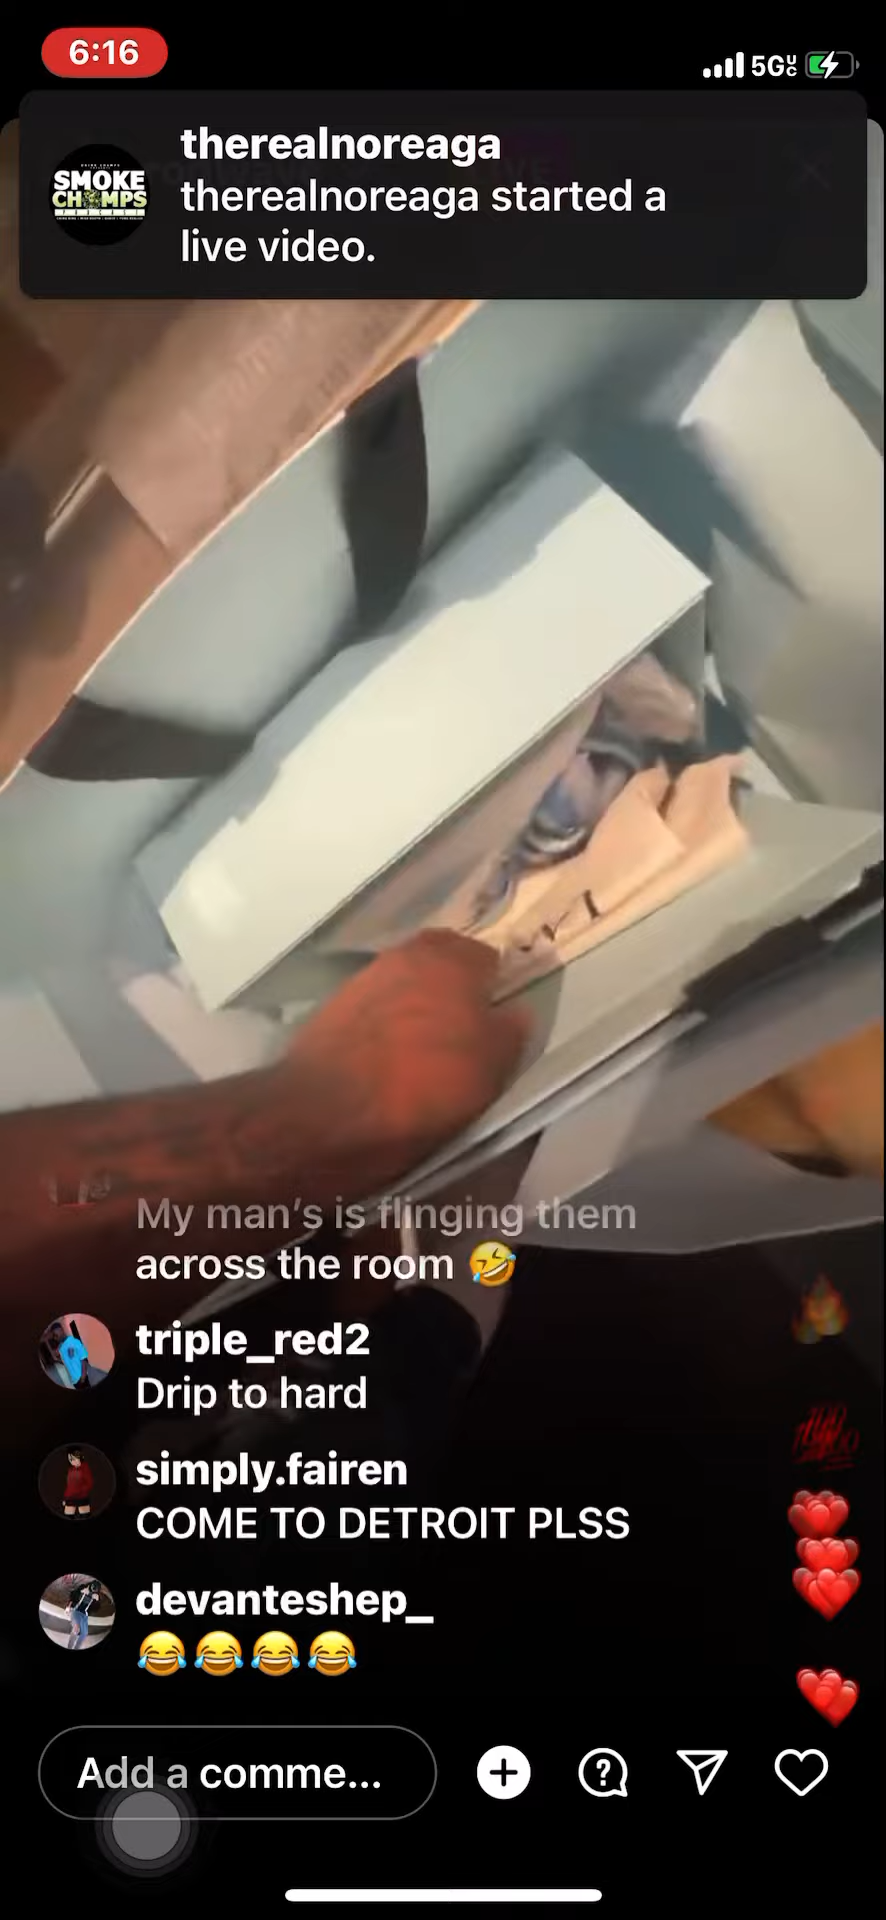 6:16
5G UC
SMOKE
CHAMPS
therealnoreaga
therealnoreaga started a
live video.
My man's is flinging them
across the room 🤣
triple_red2
Drip to hard
simply.fairen
COME TO DETROIT PLSS
devanteshep_
😂😂😂😂
Add a comme...